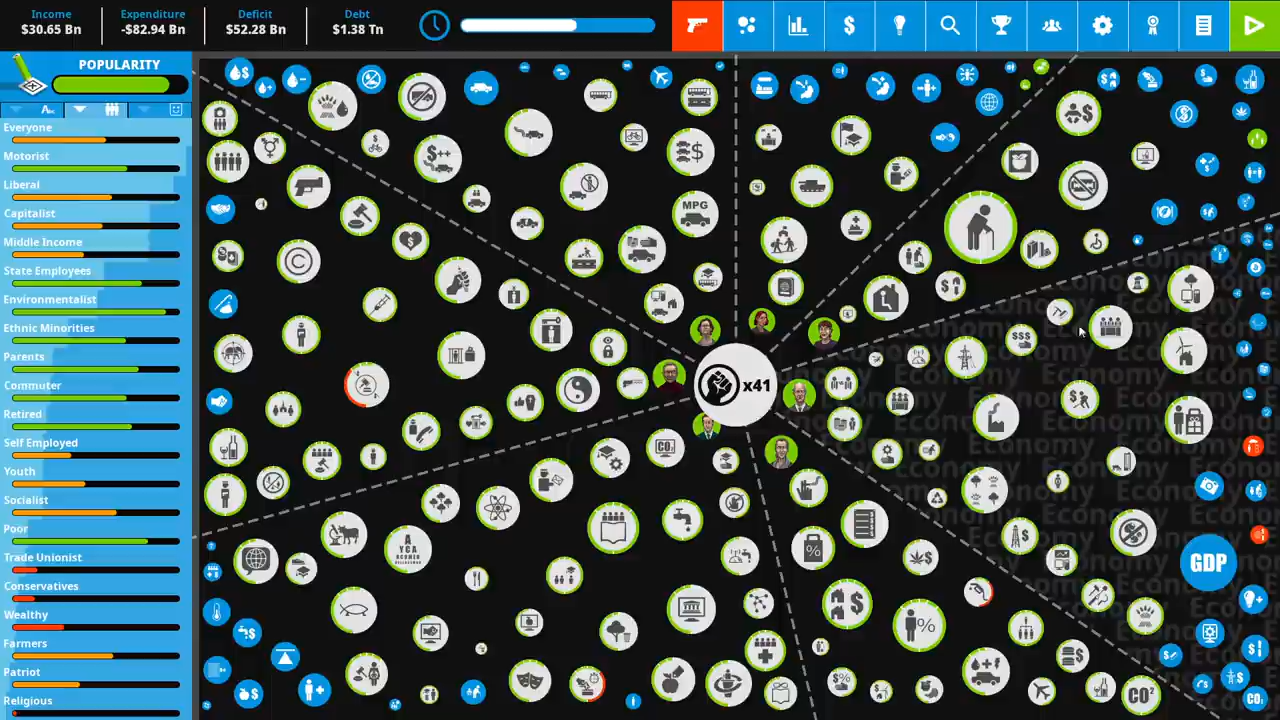 Income
$30.65 Bn
Expenditure
-$82.94 Bn
Deficit
$52.28 Bn
Debt
$1.38 Tn
POPULARITY
Everyone
Motorist
Liberal
Capitalist
Middle Income
State Employees
Environmentalist
Ethnic Minorities
Parents
Commuter
Retired
Self Employed
Youth
Socialist
Poor
Trade Unionist
Conservatives
Wealthy
Farmers
Patriot
Religious
x41
MPG
GDP
CO²
Economy